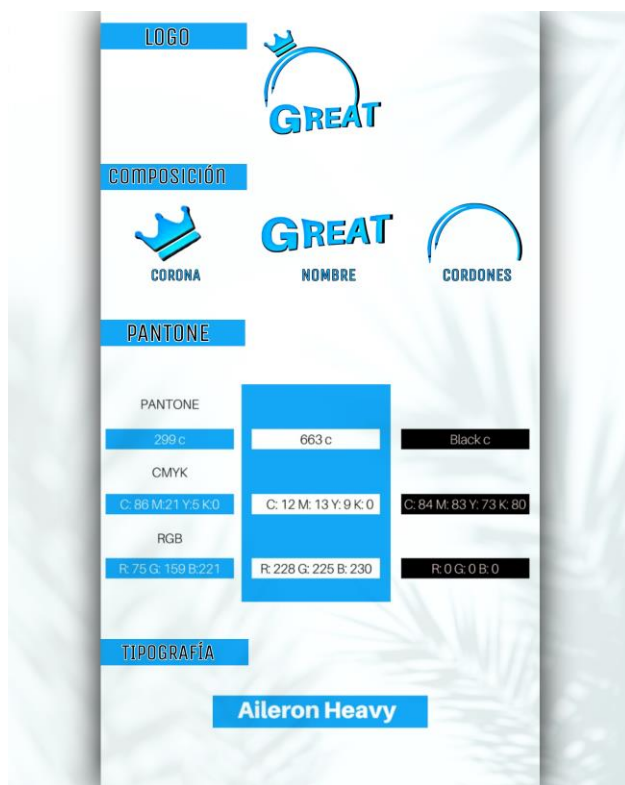 LOGO
GREAT
COMPOSICIÓN
GREAT
CORONA
NOMBRE
CORDONES
PANTONE
PANTONE
299 c
663 c
Black c
CMYK
C: 86 M:21 Y:5 K:0
C: 12 M: 13 Y: 9 K: 0
C: 84 M: 83 Y: 73 K: 80
RGB
R: 75 G: 159 B:221
R: 228 G: 225 B: 230
R: 0 G: 0 B: 0
TIPOGRAFÍA
Aileron Heavy